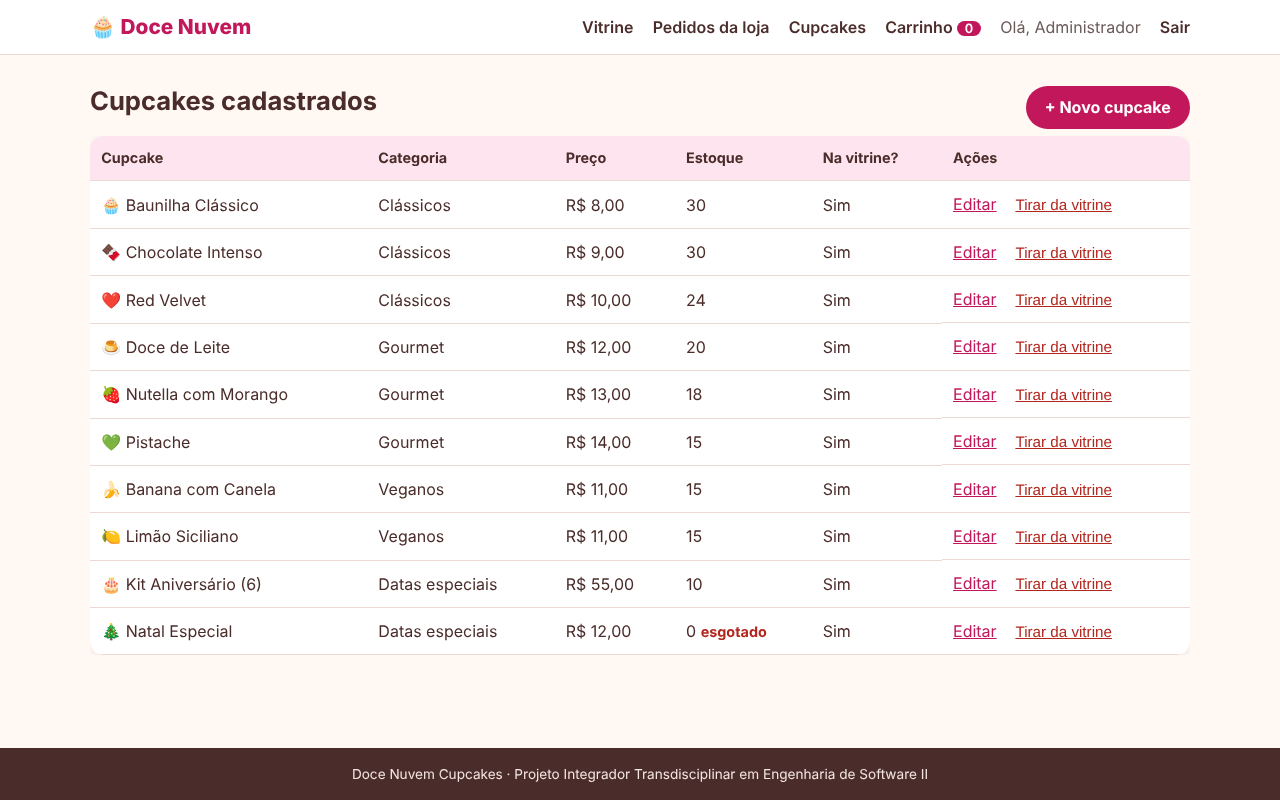 Doce Nuvem
Vitrine Pedidos da loja Cupcakes Carrinho 0 Olá, Administrador Sair
Cupcakes cadastrados
+ Novo cupcake
Cupcake Categoria Preço Estoque Na vitrine? Ações
Baunilha Clássico Clássicos R$ 8,00 30 Sim Editar Tirar da vitrine
Chocolate Intenso Clássicos R$ 9,00 30 Sim Editar Tirar da vitrine
Red Velvet Clássicos R$ 10,00 24 Sim Editar Tirar da vitrine
Doce de Leite Gourmet R$ 12,00 20 Sim Editar Tirar da vitrine
Nutella com Morango Gourmet R$ 13,00 18 Sim Editar Tirar da vitrine
Pistache Gourmet R$ 14,00 15 Sim Editar Tirar da vitrine
Banana com Canela Veganos R$ 11,00 15 Sim Editar Tirar da vitrine
Limão Siciliano Veganos R$ 11,00 15 Sim Editar Tirar da vitrine
Kit Aniversário (6) Datas especiais R$ 55,00 10 Sim Editar Tirar da vitrine
Natal Especial Datas especiais R$ 12,00 0 esgotado Sim Editar Tirar da vitrine
Doce Nuvem Cupcakes · Projeto Integrador Transdisciplinar em Engenharia de Software II